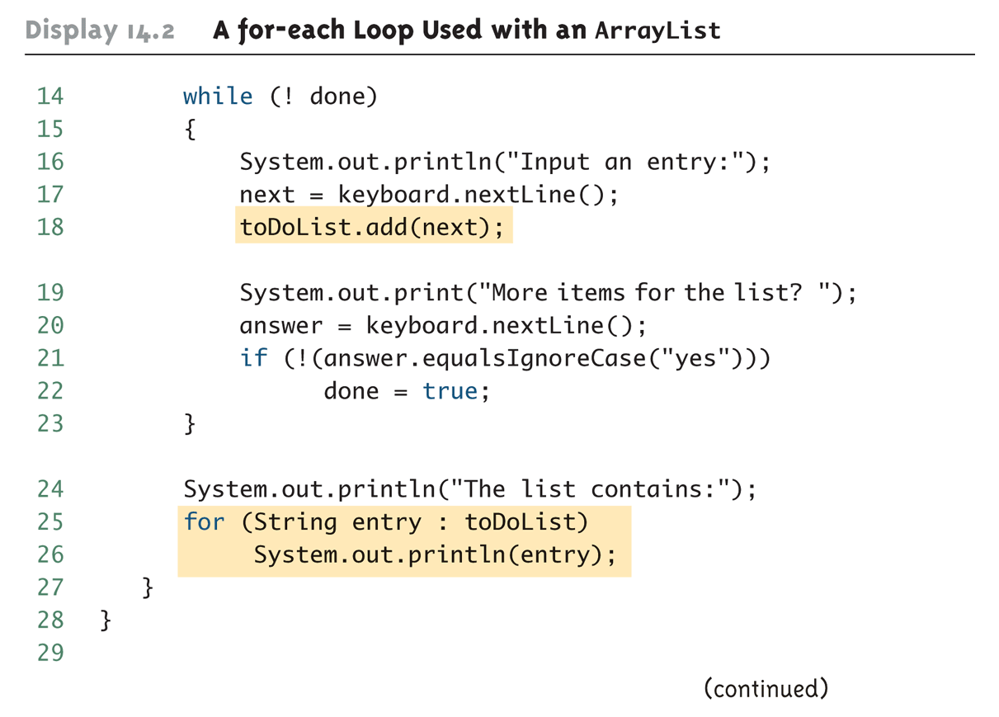 Display 14.2 A for-each Loop Used with an ArrayList
14 while (! done)
15 {
16 System.out.println("Input an entry:");
17 next = keyboard.nextLine();
18 toDoList.add(next);
19 System.out.print("More items for the list? ");
20 answer = keyboard.nextLine();
21 if (!(answer.equalsIgnoreCase("yes")))
22 done = true;
23 }
24 System.out.println("The list contains:");
25 for (String entry : toDoList)
26 System.out.println(entry);
27 }
28 }
29
(continued)